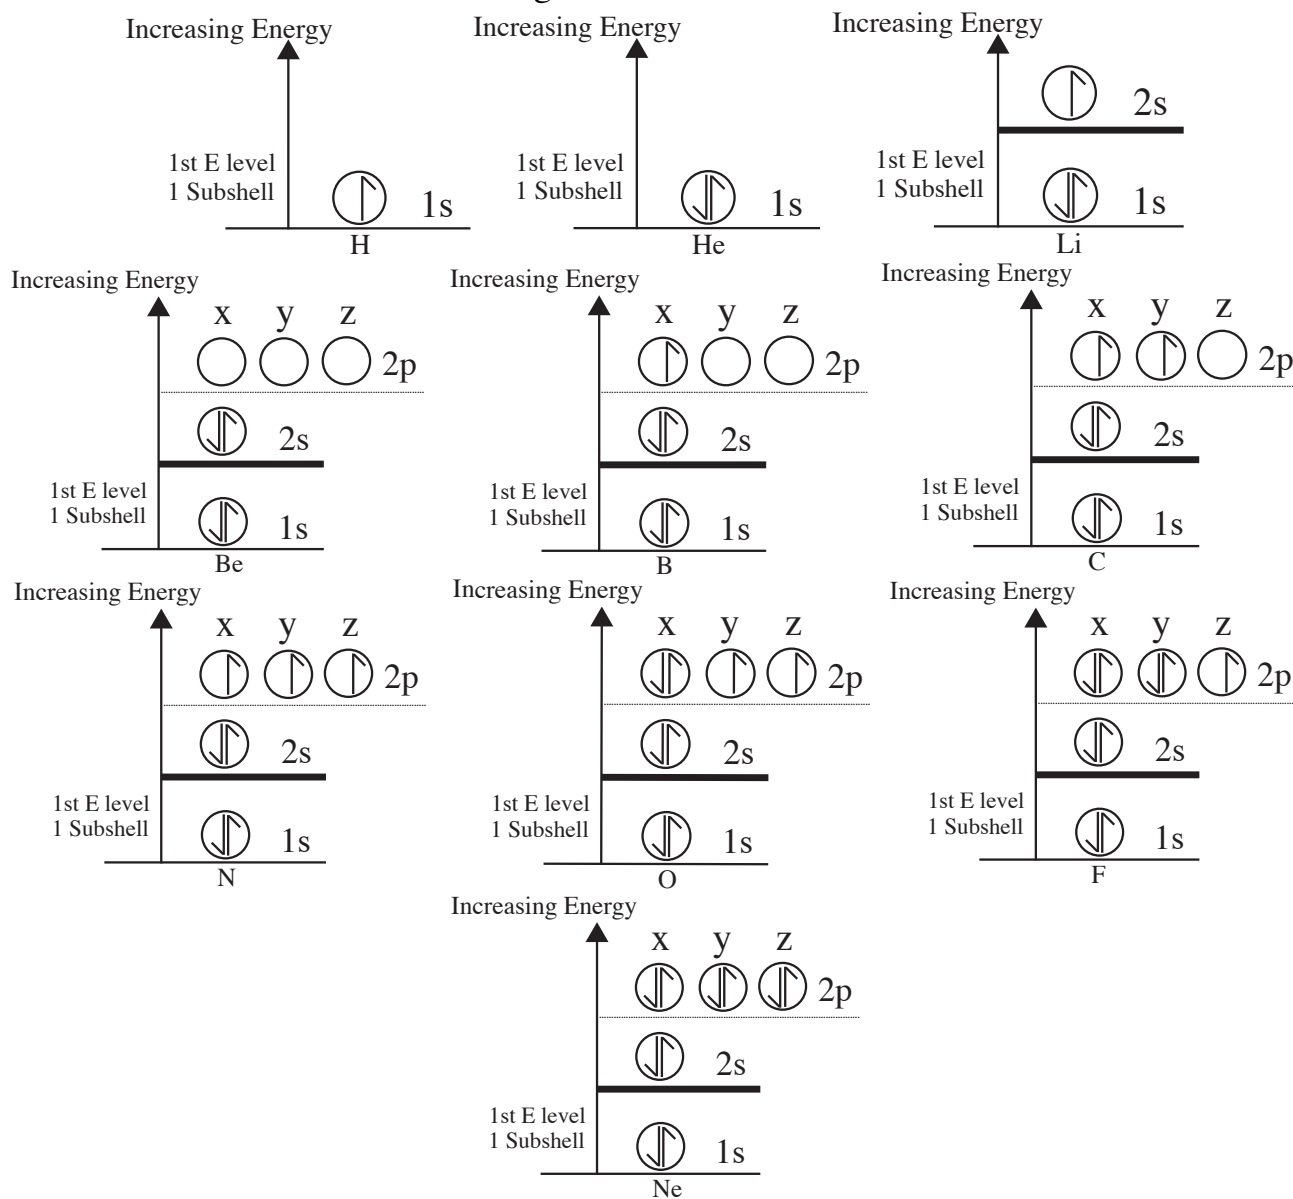 Increasing Energy
1st E level
1 Subshell
1s
H
Increasing Energy
1st E level
1 Subshell
1s
He
Increasing Energy
2s
1st E level
1 Subshell
1s
Li
Increasing Energy
x y z
2p
2s
1st E level
1 Subshell
1s
Be
Increasing Energy
x y z
2p
2s
1st E level
1 Subshell
1s
B
Increasing Energy
x y z
2p
2s
1st E level
1 Subshell
1s
C
Increasing Energy
x y z
2p
2s
1st E level
1 Subshell
1s
N
Increasing Energy
x y z
2p
2s
1st E level
1 Subshell
1s
O
Increasing Energy
x y z
2p
2s
1st E level
1 Subshell
1s
F
Increasing Energy
x y z
2p
2s
1st E level
1 Subshell
1s
Ne